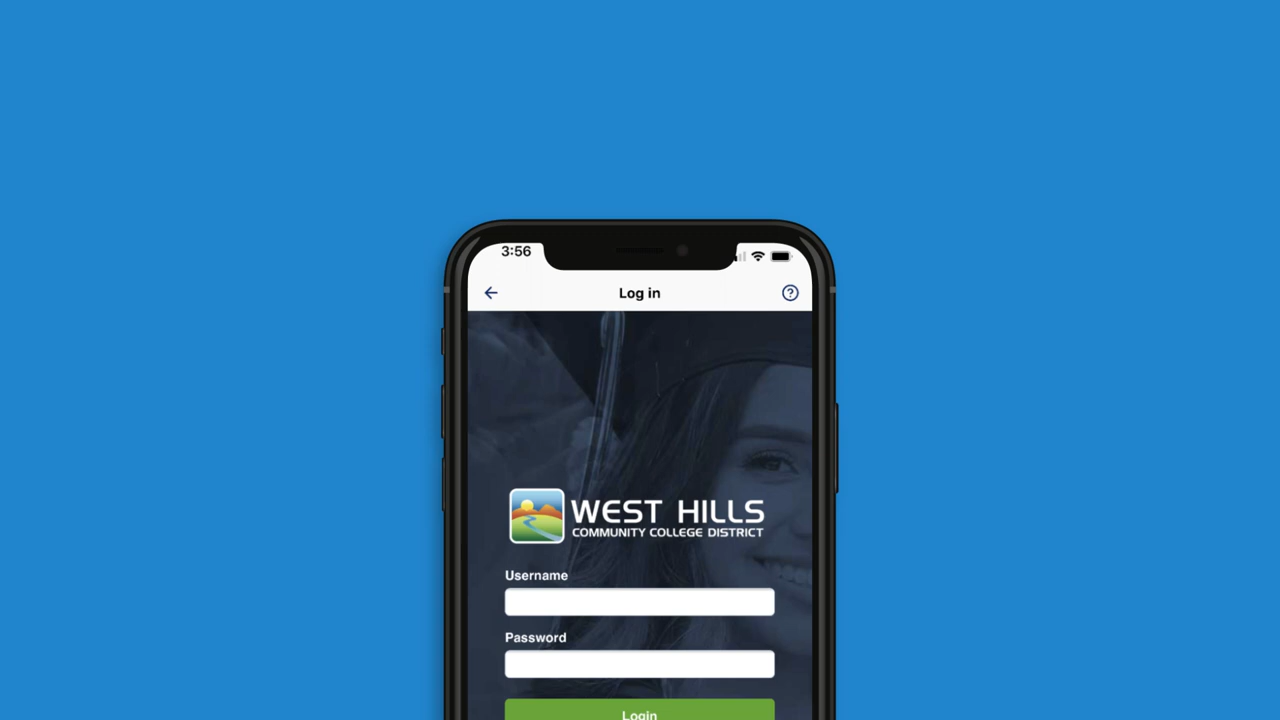 3:56
Log in
WEST HILLS
COMMUNITY COLLEGE DISTRICT
Username
Password
Login